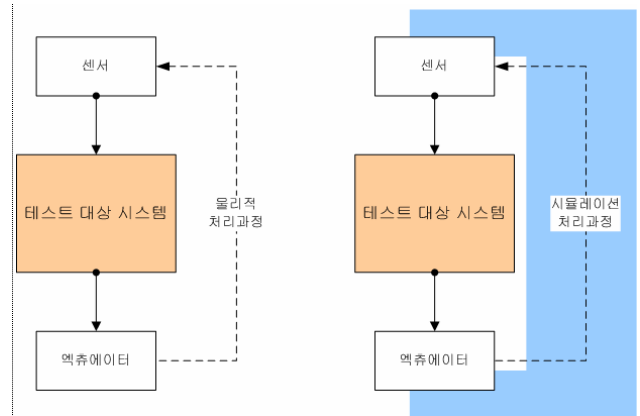 센서
테스트 대상 시스템
물리적
처리과정
엑츄에이터
센서
테스트 대상 시스템
시뮬레이션
처리과정
엑츄에이터